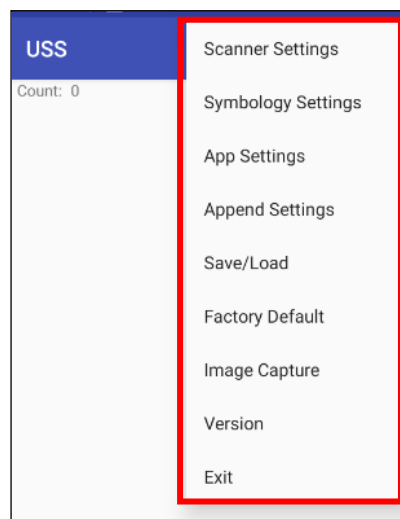 USS
Count: 0
Scanner Settings
Symbology Settings
App Settings
Append Settings
Save/Load
Factory Default
Image Capture
Version
Exit